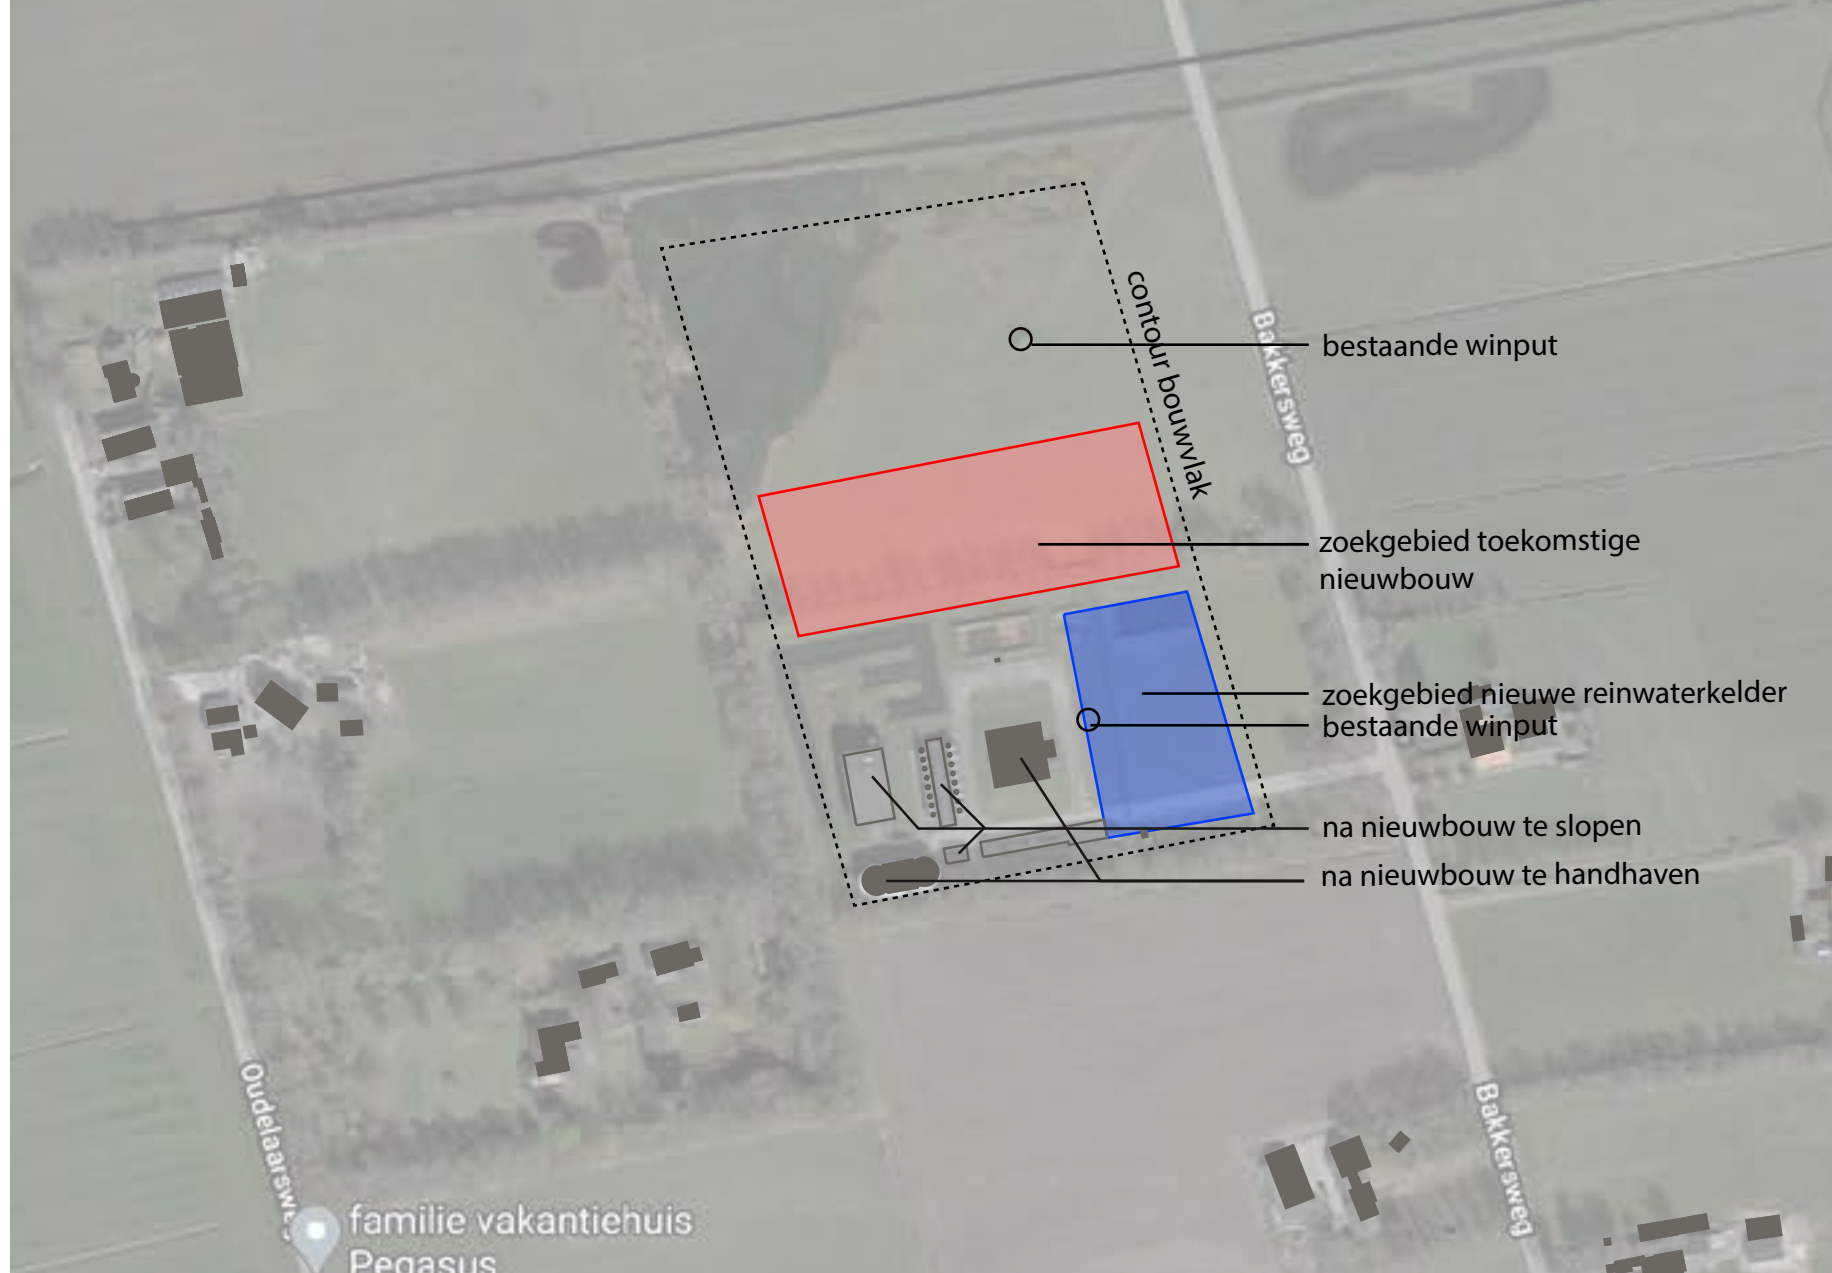 contour bouwvlak
Bakkersweg
bestaande winput
zoekgebied toekomstige
nieuwbouw
zoekgebied nieuwe reinwaterkelder
bestaande winput
na nieuwbouw te slopen
na nieuwbouw te handhaven
Oudelaarsweg
Bakkersweg
familie vakantiehuis
Pegasus